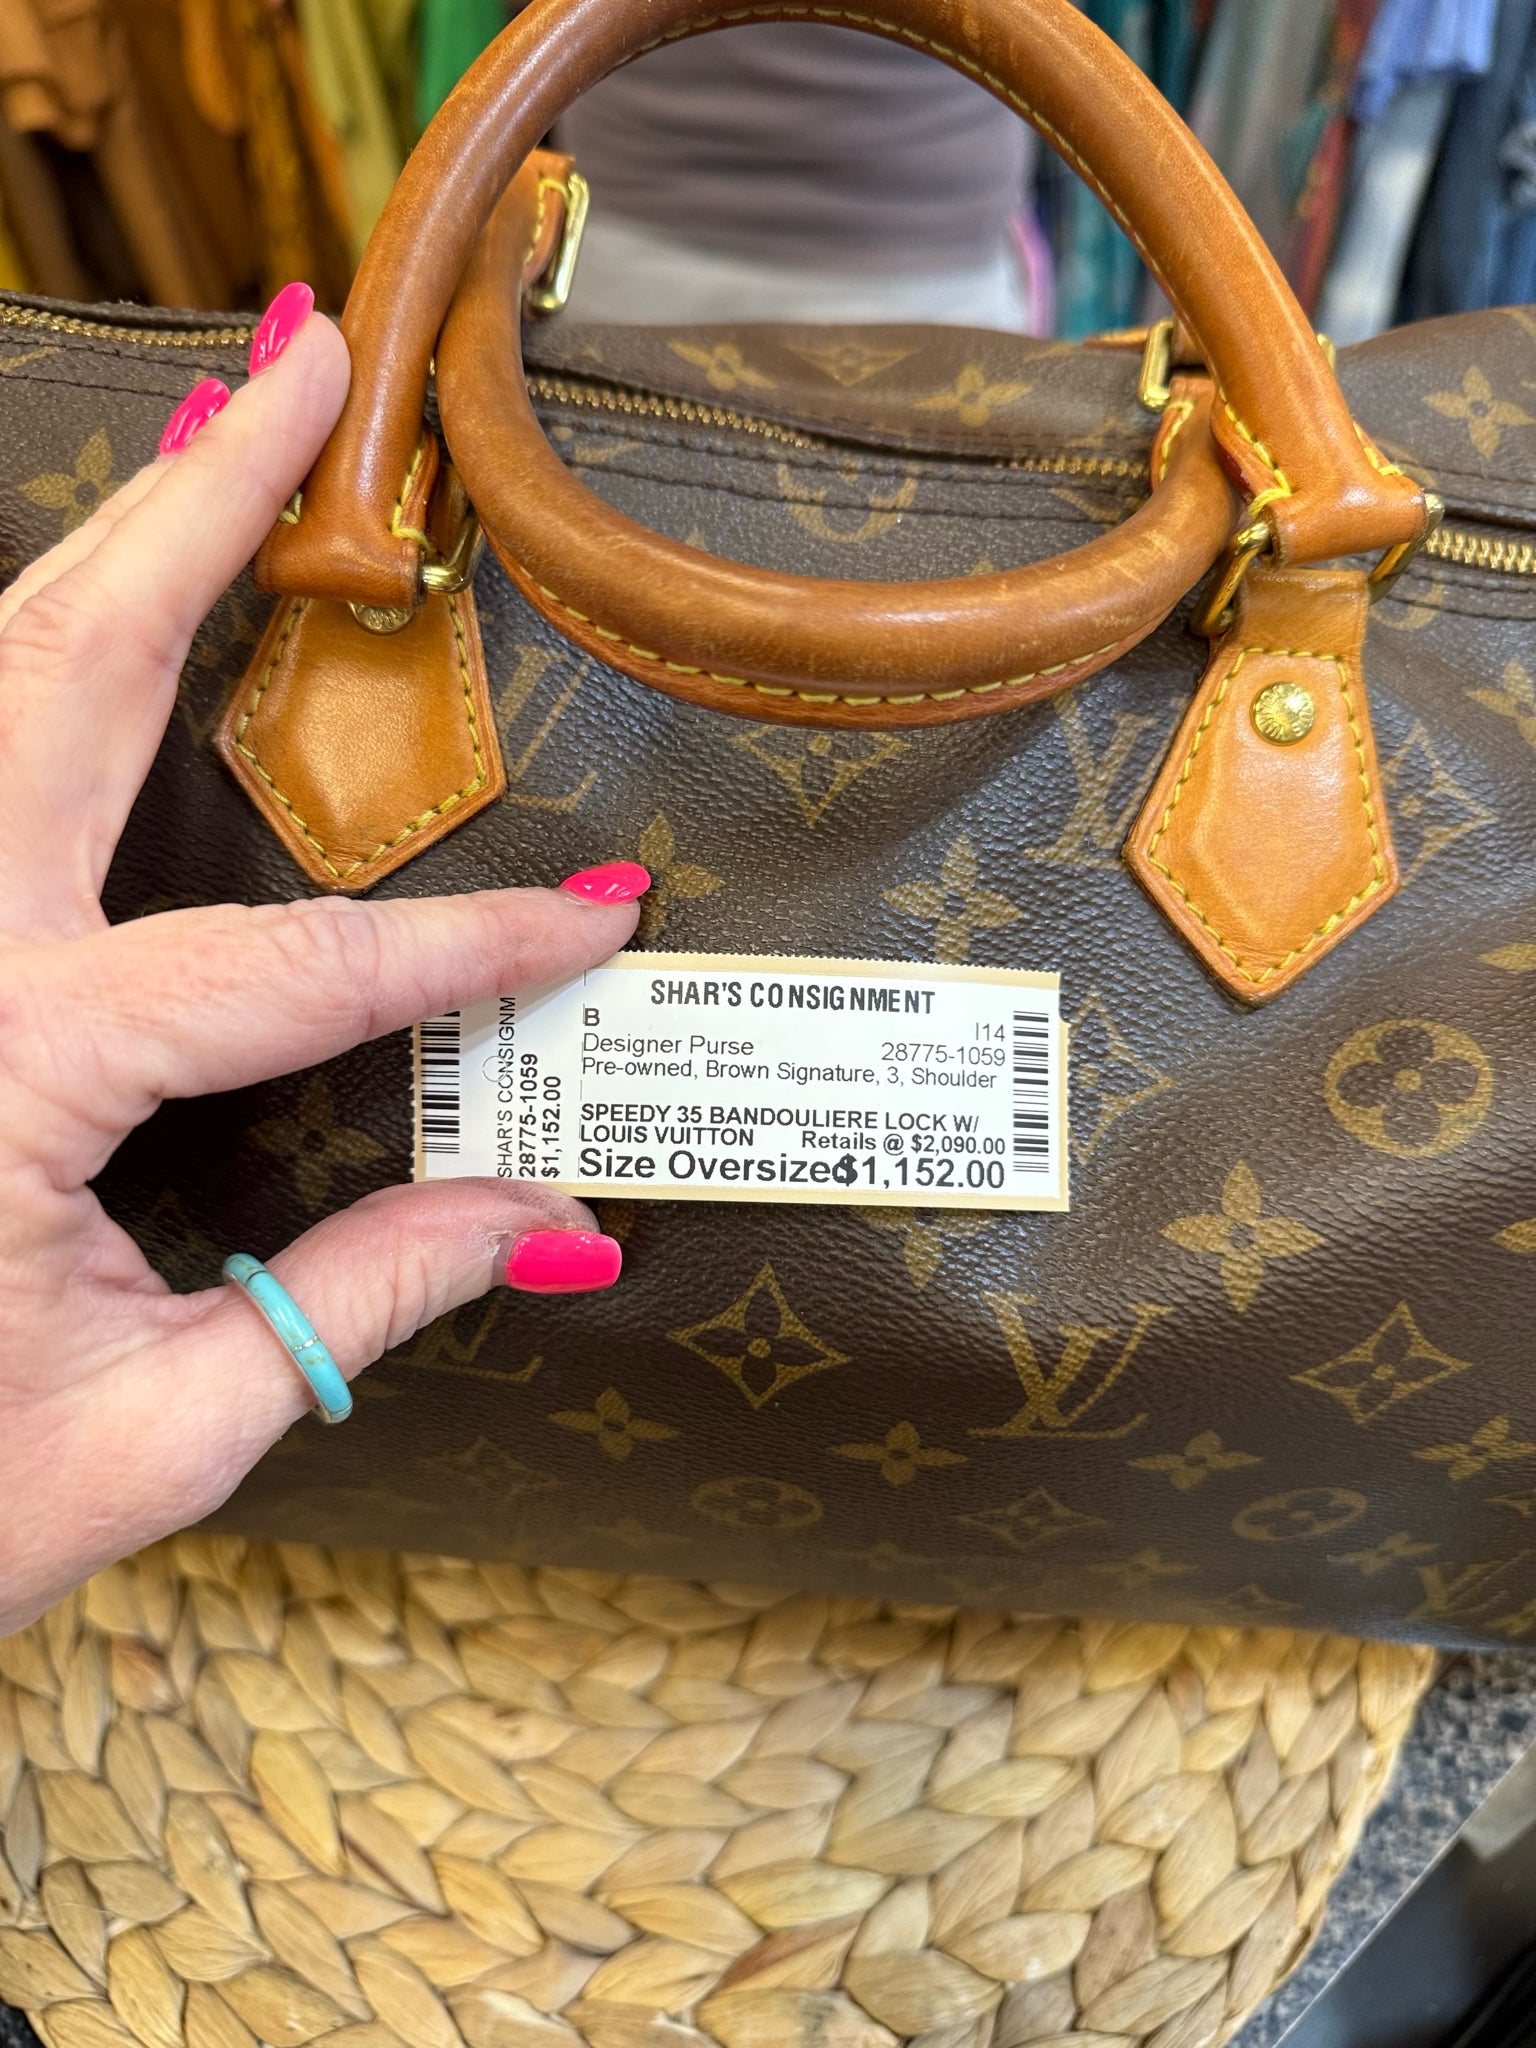 SHAR'S CONSIGNMENT
B
I14
Designer Purse 28775-1059
Pre-owned, Brown Signature, 3, Shoulder
SPEEDY 35 BANDOULIERE LOCK W/
LOUIS VUITTON Retails @ $2,090.00
Size Oversized $1,152.00
SHAR'S CONSIGNM
28775-1059
$1,152.00